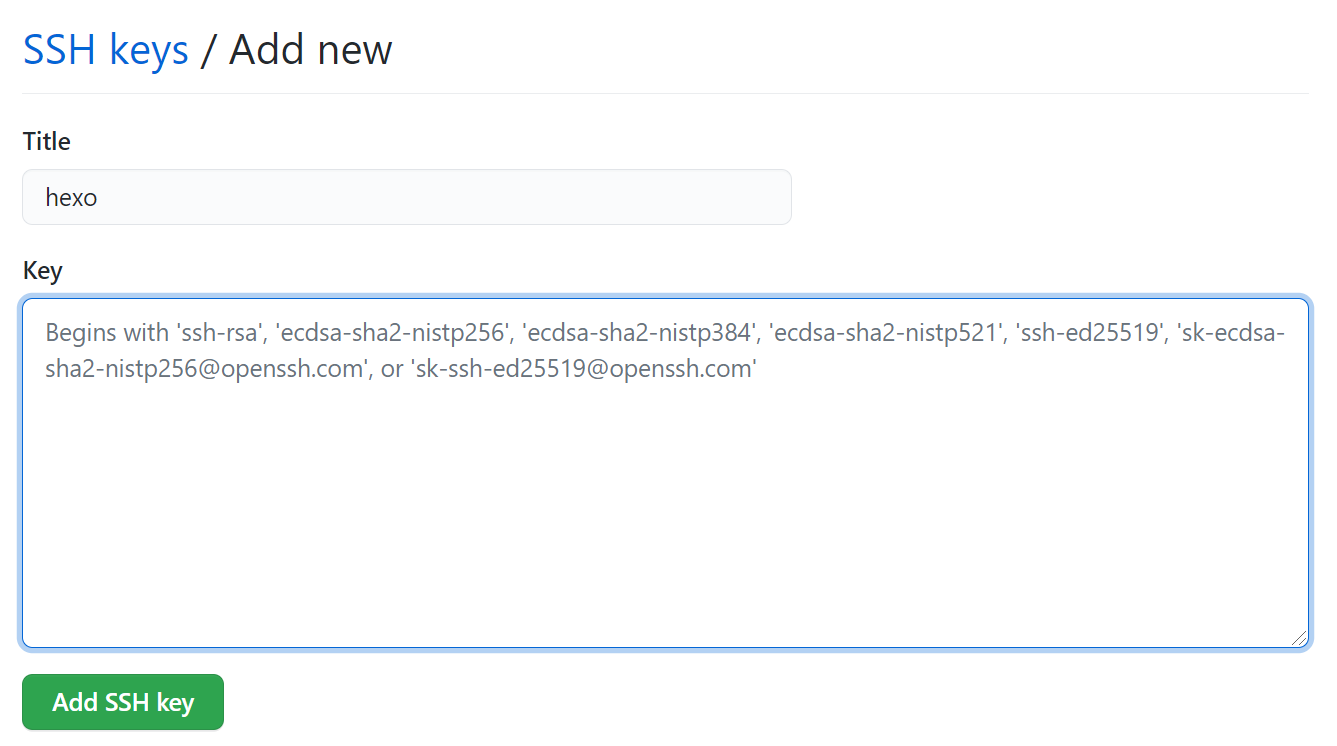 SSH keys / Add new
Title
hexo
Key
Begins with 'ssh-rsa', 'ecdsa-sha2-nistp256', 'ecdsa-sha2-nistp384', 'ecdsa-sha2-nistp521', 'ssh-ed25519', 'sk-ecdsa-
sha2-nistp256@openssh.com', or 'sk-ssh-ed25519@openssh.com'
Add SSH key